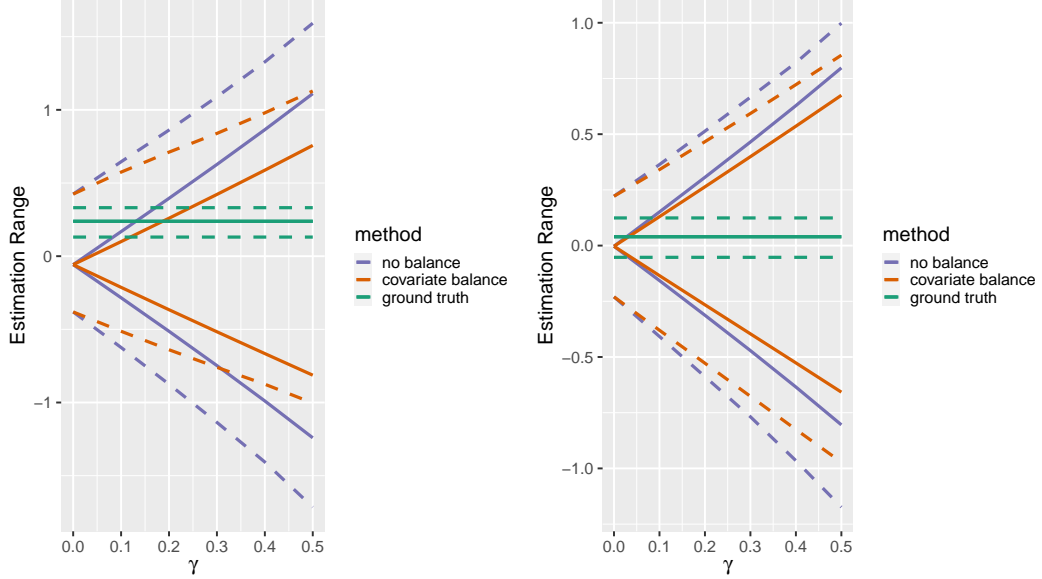 Estimation Range
1
0
−1
0.0 0.1 0.2 0.3 0.4 0.5
γ
method
no balance
covariate balance
ground truth
Estimation Range
1.0
0.5
0.0
−0.5
−1.0
0.0 0.1 0.2 0.3 0.4 0.5
γ
method
no balance
covariate balance
ground truth